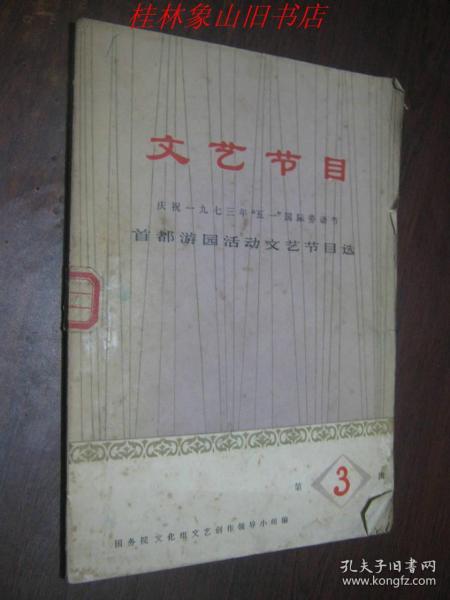 桂林象山旧书店
文艺节目
庆祝一九七三年“五一”国际劳动节
首都游园活动文艺节目选
第 3 辑
国务院文化组文艺创作领导小组编
孔夫子旧书网
www.kongfz.com